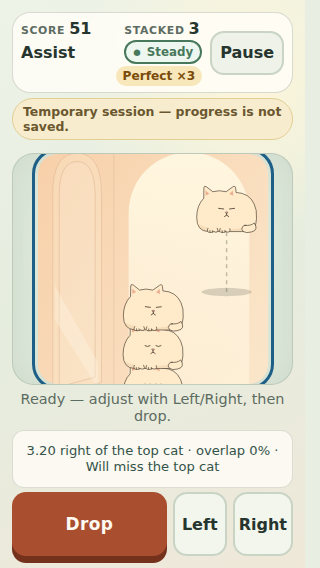 SCORE 51
STACKED 3
Assist
Steady
Perfect ×3
Pause
Temporary session — progress is not
saved.
Ready — adjust with Left/Right, then
drop.
3.20 right of the top cat · overlap 0% ·
Will miss the top cat
Drop
Left
Right